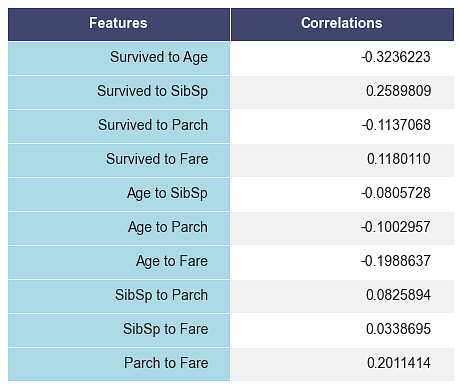 Features Correlations
Survived to Age -0.3236223
Survived to SibSp 0.2589809
Survived to Parch -0.1137068
Survived to Fare 0.1180110
Age to SibSp -0.0805728
Age to Parch -0.1002957
Age to Fare -0.1988637
SibSp to Parch 0.0825894
SibSp to Fare 0.0338695
Parch to Fare 0.2011414